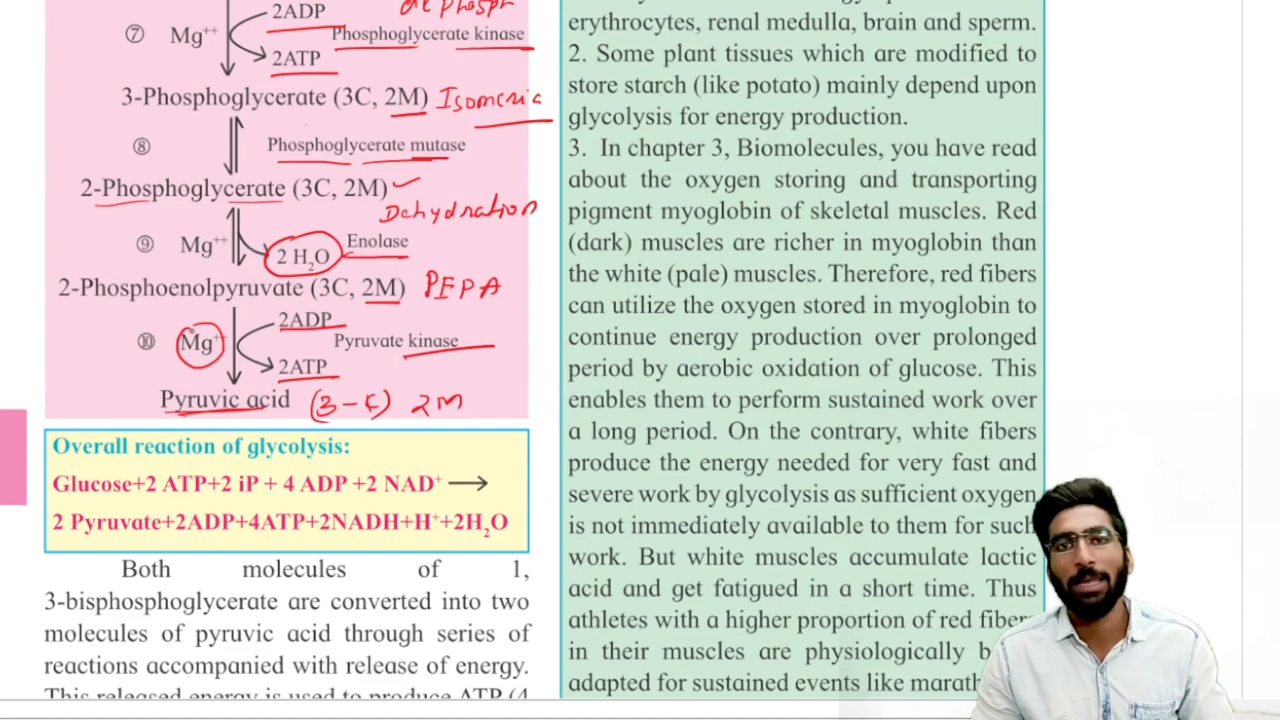 2ADP
⑦ Mg++
Phosphoglycerate kinase
2ATP
3-Phosphoglycerate (3C, 2M) Isomeric
⑧ Phosphoglycerate mutase
2-Phosphoglycerate (3C, 2M)
Dehydration
⑨ Mg++ 2 H₂O Enolase
2-Phosphoenolpyruvate (3C, 2M) PEPA
2ADP
⑩ Mg++ Pyruvate kinase
2ATP
Pyruvic acid (3-C) 2M
Overall reaction of glycolysis:
Glucose+2 ATP+2 iP + 4 ADP +2 NAD⁺ ⟶
2 Pyruvate+2ADP+4ATP+2NADH+H⁺+2H₂O
Both molecules of 1,
3-bisphosphoglycerate are converted into two
molecules of pyruvic acid through series of
reactions accompanied with release of energy.
This released energy is used to produce ATP (4
erythrocytes, renal medulla, brain and sperm.
2. Some plant tissues which are modified to
store starch (like potato) mainly depend upon
glycolysis for energy production.
3. In chapter 3, Biomolecules, you have read
about the oxygen storing and transporting
pigment myoglobin of skeletal muscles. Red
(dark) muscles are richer in myoglobin than
the white (pale) muscles. Therefore, red fibers
can utilize the oxygen stored in myoglobin to
continue energy production over prolonged
period by aerobic oxidation of glucose. This
enables them to perform sustained work over
a long period. On the contrary, white fibers
produce the energy needed for very fast and
severe work by glycolysis as sufficient oxygen
is not immediately available to them for such
work. But white muscles accumulate lactic
acid and get fatigued in a short time. Thus
athletes with a higher proportion of red fiber
in their muscles are physiologically b
adapted for sustained events like marath